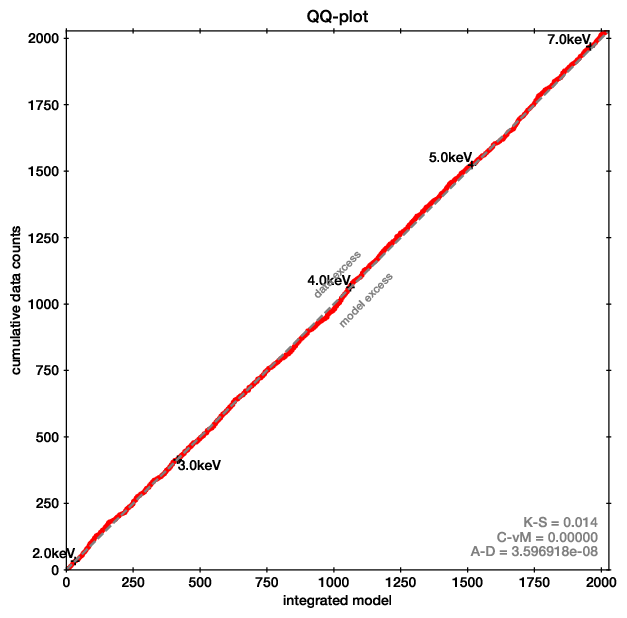 QQ-plot
2000
1750
1500
1250
1000
750
500
250
0
cumulative data counts
7.0keV
5.0keV
4.0keV
data excess
model excess
3.0keV
2.0keV
K-S = 0.014
C-vM = 0.00000
A-D = 3.596918e-08
0 250 500 750 1000 1250 1500 1750 2000
integrated model